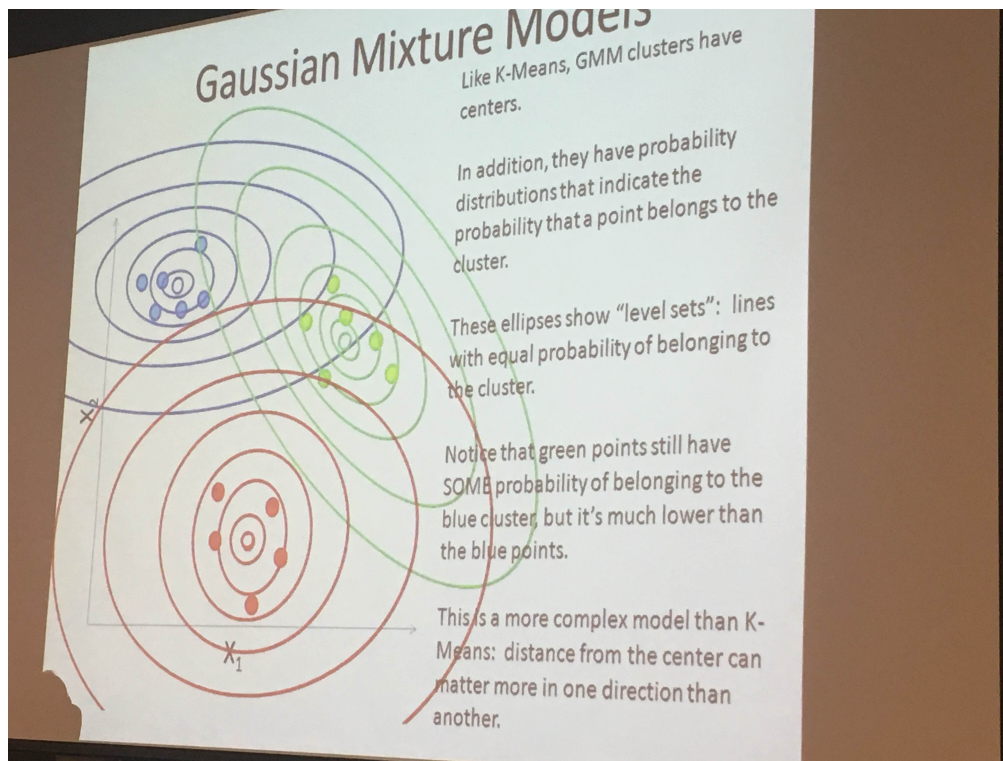 Gaussian Mixture Models
Like K-Means, GMM clusters have
centers.
In addition, they have probability
distributions that indicate the
probability that a point belongs to the
cluster.
These ellipses show “level sets”: lines
with equal probability of belonging to
the cluster.
Notice that green points still have
SOME probability of belonging to the
blue cluster, but it’s much lower than
the blue points.
This is a more complex model than K-
Means: distance from the center can
matter more in one direction than
another.
X2
X1